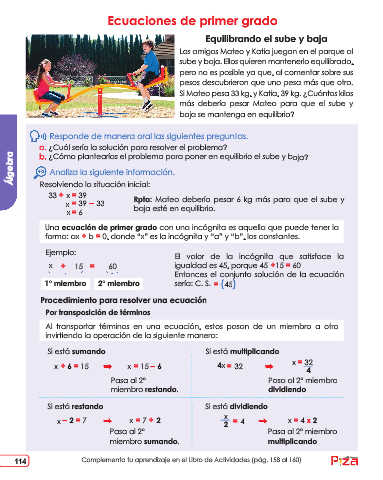 Ecuaciones de primer grado
Equilibrando el sube y baja
Los amigos Mateo y Katia juegan en el parque al
sube y baja. Ellos quieren mantenerlo equilibrado,
pero no es posible ya que, al comentar sobre sus
pesos descubrieron que uno pesa más que otro.
Si Mateo pesa 33 kg, y Katia, 39 kg. ¿Cuántos kilos
más debería pesar Mateo para que el sube y
baja se mantenga en equilibrio?
Responde de manera oral las siguientes preguntas.
a. ¿Cuál sería la solución para resolver el problema?
b. ¿Cómo plantearías el problema para poner en equilibrio el sube y baja?
Álgebra
Analiza la siguiente información.
Resolviendo la situación inicial:
33 + x = 39
x = 39 − 33
x = 6
Rpta: Mateo debería pesar 6 kg más para que el sube y
baja esté en equilibrio.
Una ecuación de primer grado con una incógnita es aquella que puede tener la
forma: ax + b = 0, donde "x" es la incógnita y "a" y "b", las constantes.
Ejemplo:
x + 15 = 60
1° miembro 2° miembro
El valor de la incógnita que satisface la
igualdad es 45, porque 45 +15 = 60
Entonces el conjunto solución de la ecuación
sería: C. S. = {45}
Procedimiento para resolver una ecuación
Por transposición de términos
Al transportar términos en una ecuación, estos pasan de un miembro a otro
invirtiendo la operación de la siguiente manera:
Si está sumando
x + 6 = 15 ➜ x = 15 − 6
Pasa al 2°
miembro restando.
Si está multiplicando
4x = 32 ➜ x = 32/4
Pasa al 2° miembro
dividiendo
Si está restando
x − 2 = 7 ➜ x = 7 + 2
Pasa al 2°
miembro sumando.
Si está dividiendo
x/2 = 4 ➜ x = 4 x 2
Pasa al 2° miembro
multiplicando
114
Complementa tu aprendizaje en el Libro de Actividades (pág. 158 al 160)